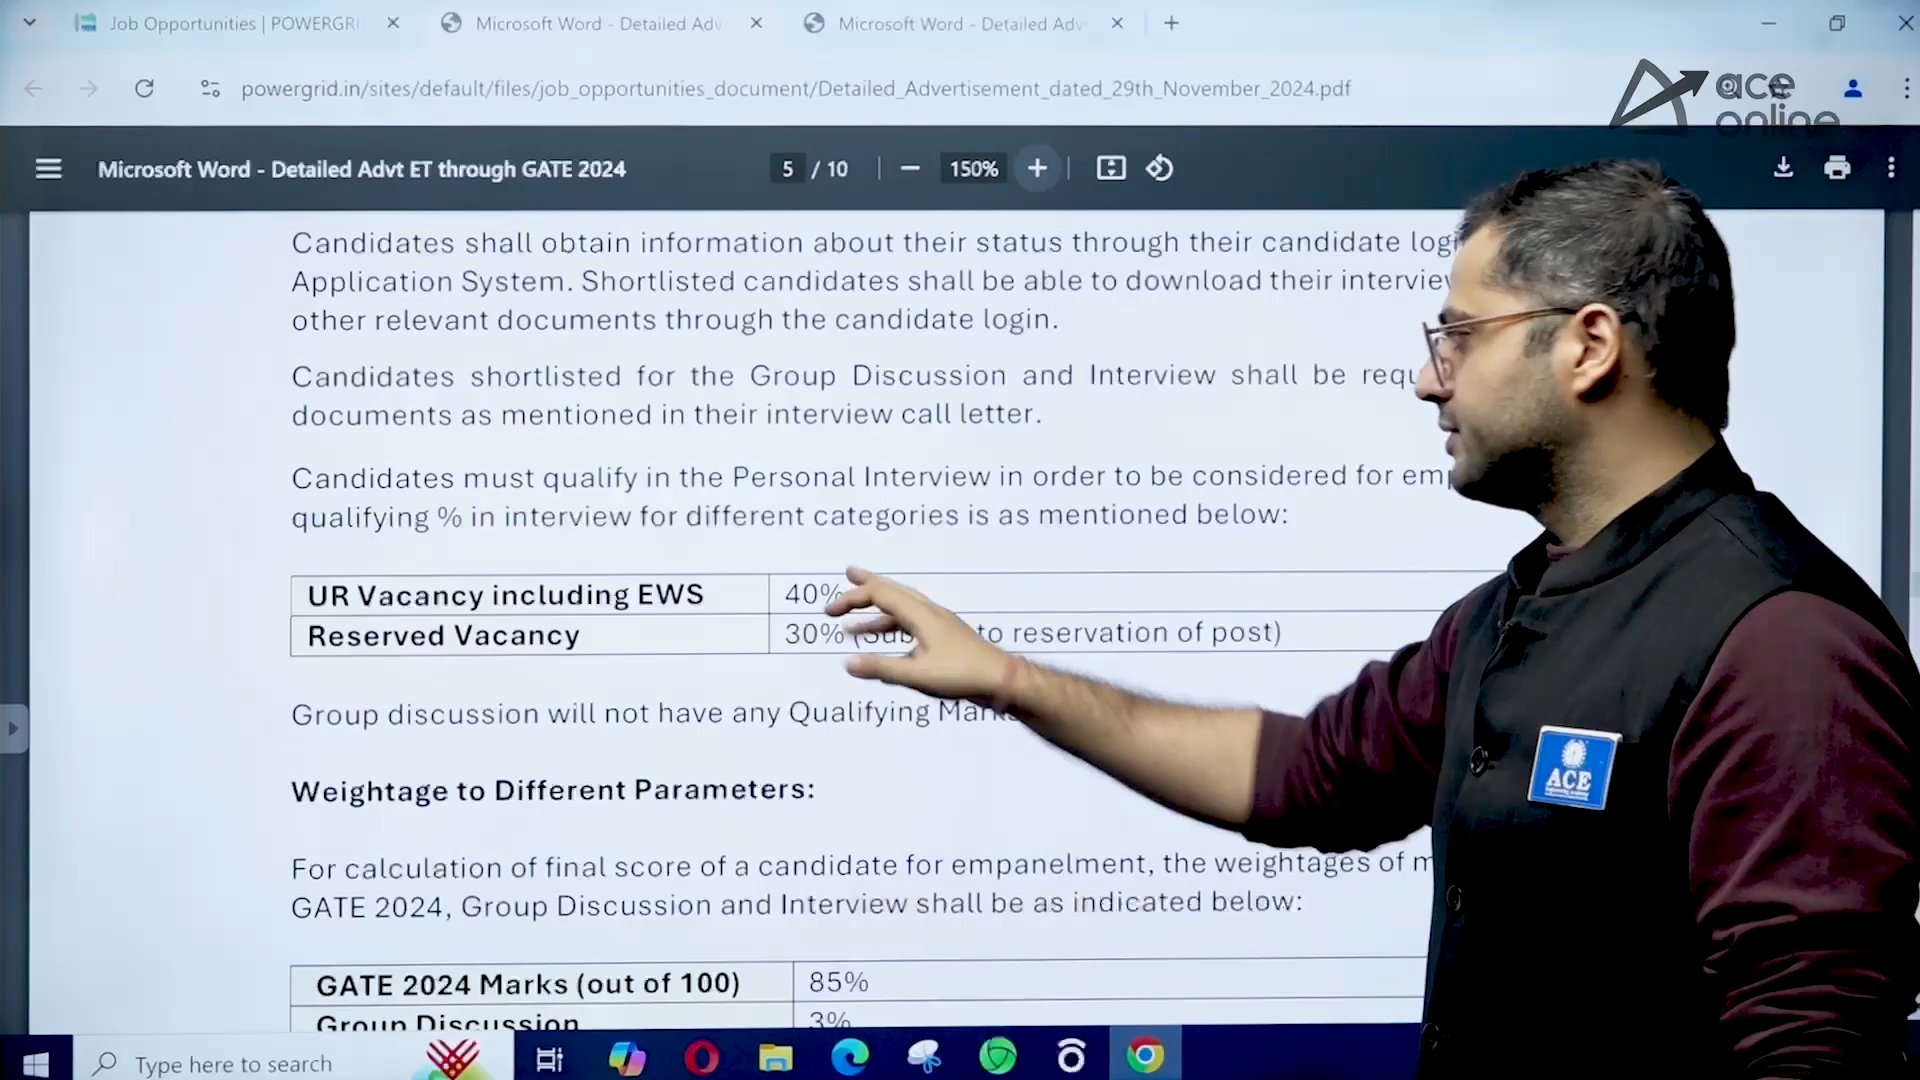 Job Opportunities | POWERGRI
Microsoft Word - Detailed Adv
Microsoft Word - Detailed Adv
powergrid.in/sites/default/files/job_opportunities_document/Detailed_Advertisement_dated_29th_November_2024.pdf
ace
online
Microsoft Word - Detailed Advt ET through GATE 2024
5 / 10
150%
Candidates shall obtain information about their status through their candidate
Application System. Shortlisted candidates shall be able to download their
other relevant documents through the candidate login.
Candidates shortlisted for the Group Discussion and Interview shall be
documents as mentioned in their interview call letter.
Candidates must qualify in the Personal Interview in order to be considered for
qualifying % in interview for different categories is as mentioned below:
UR Vacancy including EWS 40%
Reserved Vacancy 30% to reservation of post)
Group discussion will not have any Qualifying
Weightage to Different Parameters:
For calculation of final score of a candidate for empanelment, the weightages of
GATE 2024, Group Discussion and Interview shall be as indicated below:
GATE 2024 Marks (out of 100) 85%
Group Discussion 3%
ACE
Type here to search